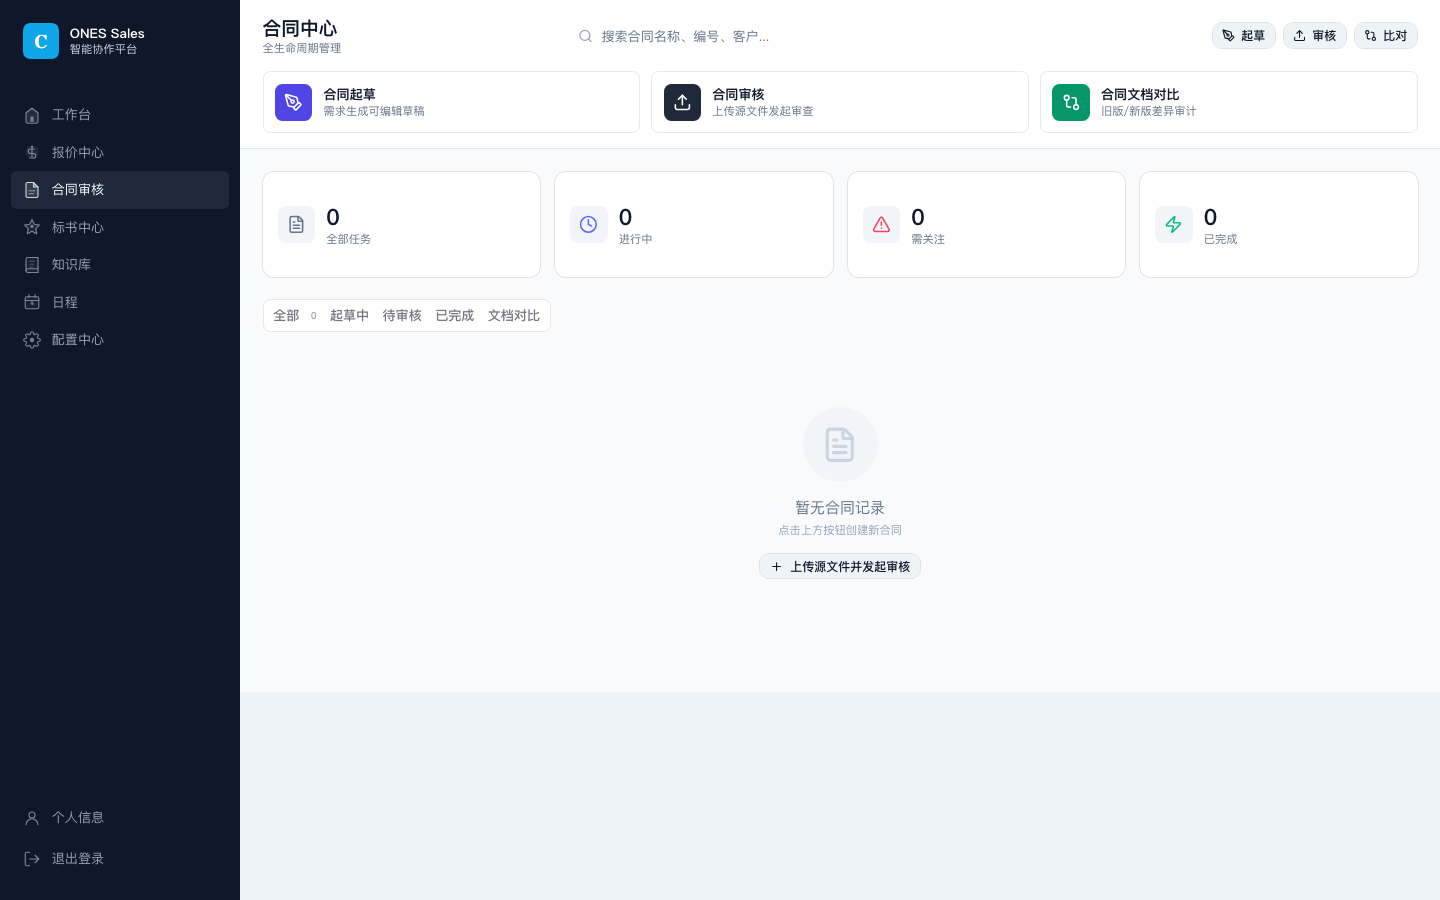 C
ONES Sales
智能协作平台
工作台
报价中心
合同审核
标书中心
知识库
日程
配置中心
个人信息
退出登录
合同中心
全生命周期管理
搜索合同名称、编号、客户...
起草
审核
比对
合同起草
需求生成可编辑草稿
合同审核
上传源文件发起审查
合同文档对比
旧版/新版差异审计
0
全部任务
0
进行中
0
需关注
0
已完成
全部 0 起草中 待审核 已完成 文档对比
暂无合同记录
点击上方按钮创建新合同
上传源文件并发起审核